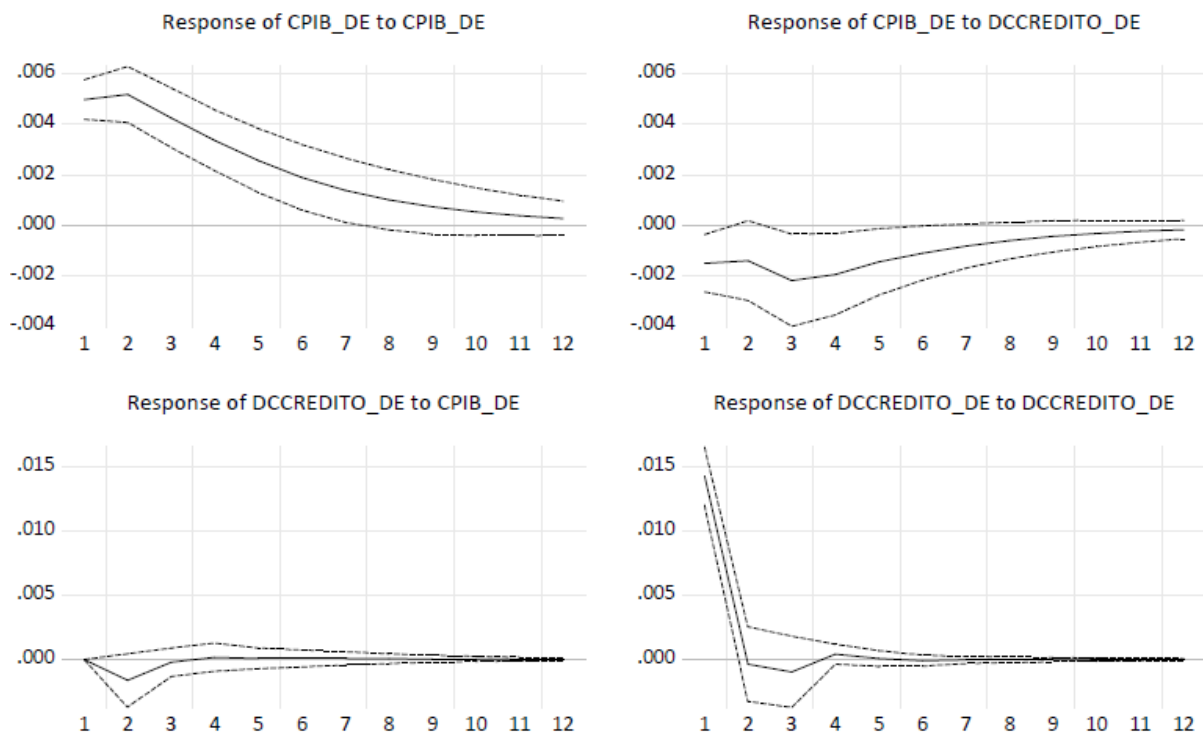 Response of CPIB_DE to CPIB_DE
.006
.004
.002
.000
-.002
-.004
1 2 3 4 5 6 7 8 9 10 11 12
Response of CPIB_DE to DCCREDITO_DE
.006
.004
.002
.000
-.002
-.004
1 2 3 4 5 6 7 8 9 10 11 12
Response of DCCREDITO_DE to CPIB_DE
.015
.010
.005
.000
1 2 3 4 5 6 7 8 9 10 11 12
Response of DCCREDITO_DE to DCCREDITO_DE
.015
.010
.005
.000
1 2 3 4 5 6 7 8 9 10 11 12